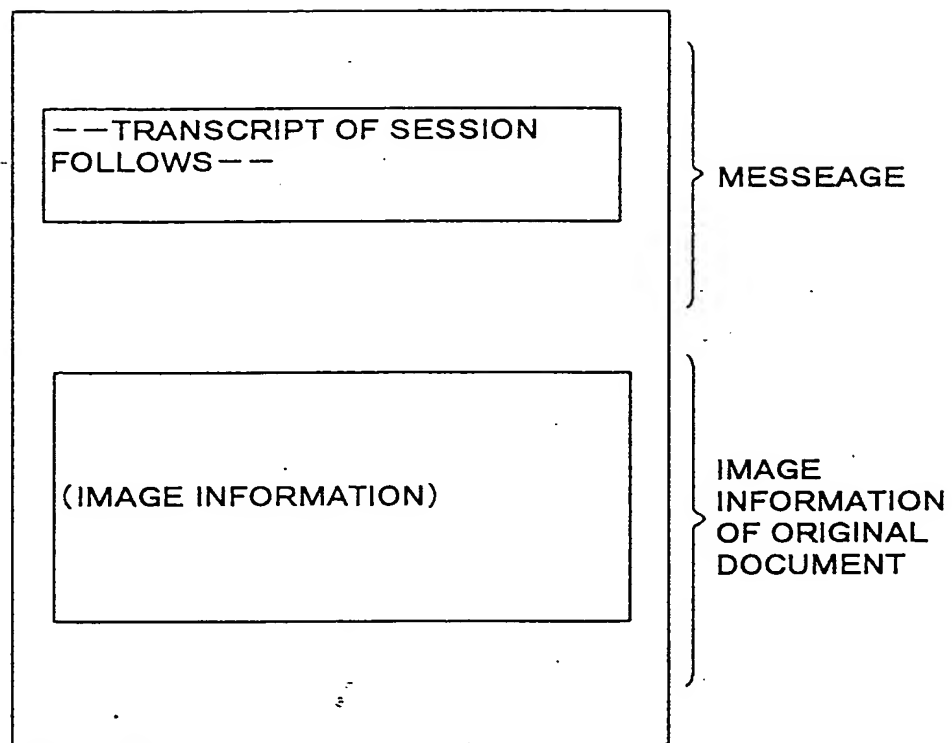 ——TRANSCRIPT OF SESSION
FOLLOWS——
MESSEAGE
(IMAGE INFORMATION)
IMAGE
INFORMATION
OF ORIGINAL
DOCUMENT